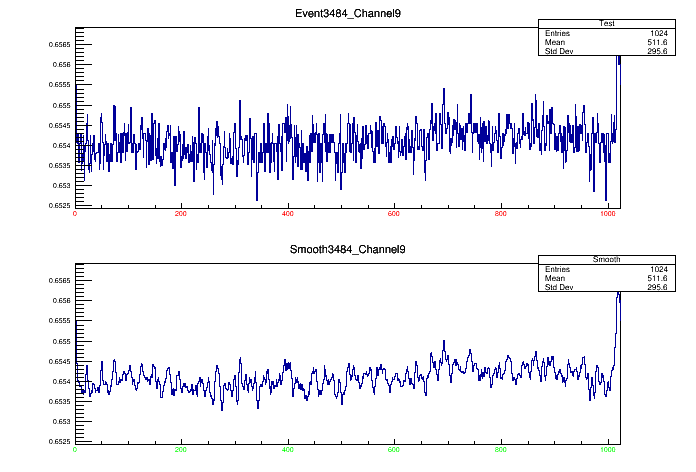 Event3484_Channel9
Test
Entries 1024
Mean 511.6
Std Dev 295.6
0.6565
0.656
0.6555
0.655
0.6545
0.654
0.6535
0.653
0.6525
0 200 400 600 800 1000
Smooth3484_Channel9
Smooth
Entries 1024
Mean 511.6
Std Dev 295.6
0.6565
0.656
0.6555
0.655
0.6545
0.654
0.6535
0.653
0.6525
0 200 400 600 800 1000